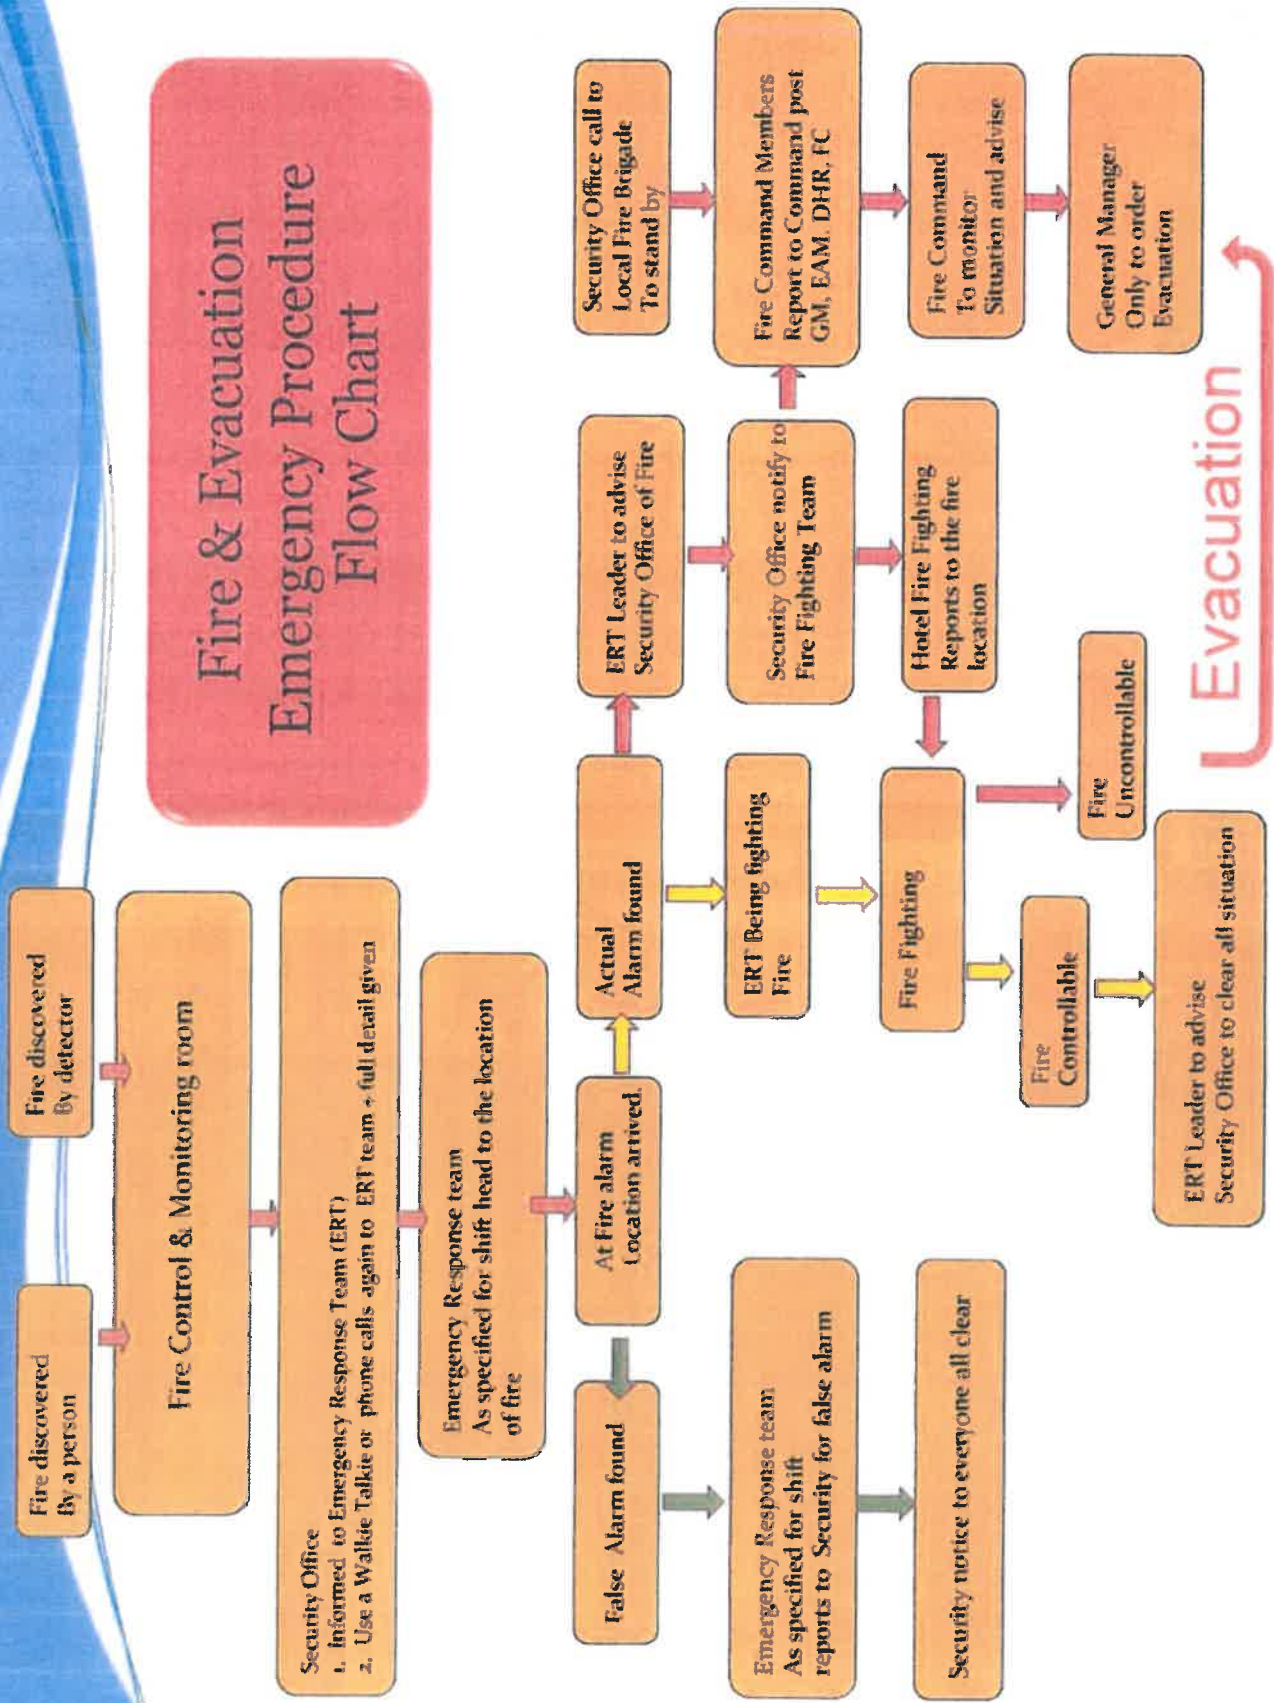 Fire & Evacuation
Emergency Procedure
Flow Chart
Fire discovered
By a person
Fire discovered
By detector
Fire Control & Monitoring room
Security Office
1. Informed to Emergency Response Team (ERT)
2. Use a Walkie Talkie or phone calls again to ERT team + full detail given
Emergency Response team
As specified for shift head to the location
of fire
At Fire alarm
Location arrived.
False Alarm found
Emergency Response team
As specified for shift
reports to Security for false alarm
Security notice to everyone all clear
Actual
Alarm found
ERT Being fighting
Fire
Fire Fighting
Fire
Controllable
ERT Leader to advise
Security Office to clear all situation
Fire
Uncontrollable
ERT Leader to advise
Security Office of Fire
Security Office notify to
Fire Fighting Team
Hotel Fire Fighting
Reports to the fire
location
Security Office call to
Local Fire Brigade
To stand by
Fire Command Members
Report to Command post
GM, EAM. DHR, FC
Fire Command
To monitor
Situation and advise
General Manager
Only to order
Evacuation
Evacuation